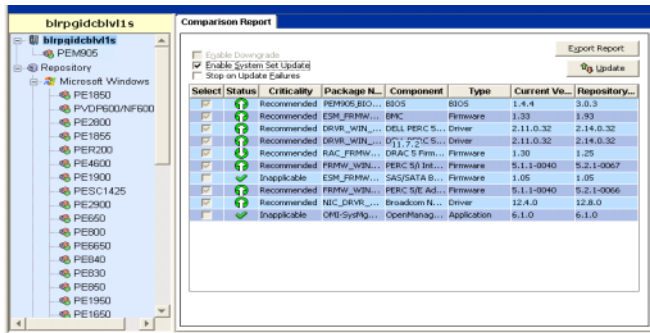 blrpgidcblvl1s
Comparison Report
blrpgidcblvl1s
PEM905
Repository
Microsoft Windows
PE1850
PVDP600/NF600
PE2800
PE1855
PER200
PE4600
PE1900
PESC1425
PE2900
PE650
PE800
PE6650
PE840
PE830
PE850
PE1950
PE1650
Enable Downgrade
Enable System Set Update
Stop on Update Failures
Export Report
Update
Select Status Criticality Package N... Component Type Current Ve... Repository...
Recommended PEM905_BIO... BIOS BIOS 1.4.4 3.0.3
Recommended ESM_FRMW... BMC Firmware 1.33 1.93
Recommended DRVR_WIN_... DELL PERC 5... Driver 2.11.0.32 2.14.0.32
Recommended DRVR_WIN_... DELL PERC 5... Driver 2.11.0.32 2.14.0.32
11.7.2
Recommended RAC_FRMW... DRAC 5 Firm... Firmware 1.30 1.25
Recommended FRMW_WIN... PERC 5/i Int... Firmware 5.1.1-0040 5.2.1-0067
Inapplicable ESM_FRMW... SAS/SATA B... Firmware 1.05 1.05
Recommended FRMW_WIN... PERC 5/E Ad... Firmware 5.1.1-0040 5.2.1-0066
Recommended NIC_DRVR_... Broadcom N... Driver 12.4.0 12.8.0
Inapplicable OMI-SysMg... OpenManag... Application 6.1.0 6.1.0